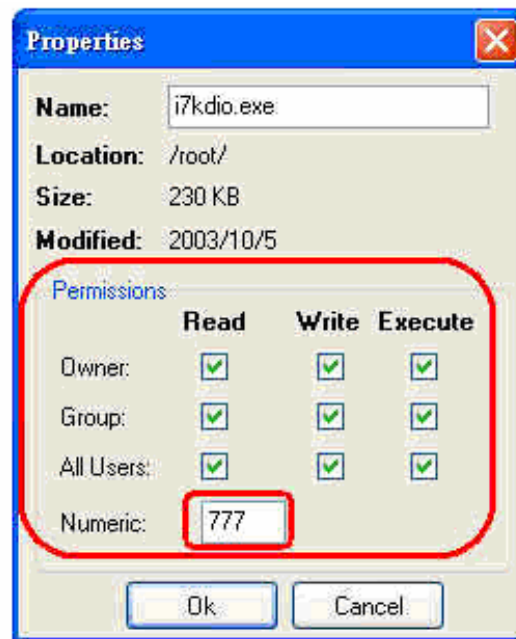 Properties
Name: i7kdio.exe
Location: /root/
Size: 230 KB
Modified: 2003/10/5
Permissions
Read Write Execute
Owner:
Group:
All Users:
Numeric: 777
Ok Cancel